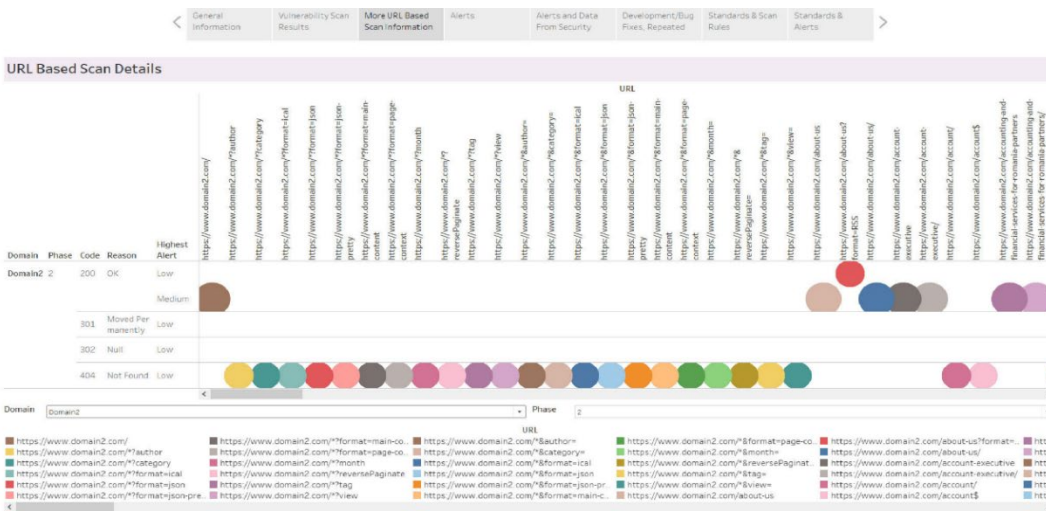 General
Information
Vulnerability Scan
Results
More URL Based
Scan Information
Alerts
Alerts and Data
From Security
Development/Bug
Fixes, Repeated
Standards & Scan
Rules
Standards &
Alerts
URL Based Scan Details
URL
https://www.domain2.com/
https://www.domain2.com/*?author
https://www.domain2.com/*?category
https://www.domain2.com/*?format=ical
https://www.domain2.com/*?format=json
https://www.domain2.com/*?format=json-
pretty
https://www.domain2.com/*?format=main-
content
https://www.domain2.com/*?format=page-
context
https://www.domain2.com/*?month
https://www.domain2.com/*?
reversePaginate
https://www.domain2.com/*?tag
https://www.domain2.com/*?view
https://www.domain2.com/*&author=
https://www.domain2.com/*&category=
https://www.domain2.com/*&format=ical
https://www.domain2.com/*&format=json
https://www.domain2.com/*&format=json-
pretty
https://www.domain2.com/*&format=main-
content
https://www.domain2.com/*&format=page-
context
https://www.domain2.com/*&month=
https://www.domain2.com/*&
reversePaginate=
https://www.domain2.com/*&tag=
https://www.domain2.com/*&view=
https://www.domain2.com/about-us
https://www.domain2.com/about-us?
format=RSS
https://www.domain2.com/about-us/
https://www.domain2.com/account-
executive
https://www.domain2.com/account-
executive/
https://www.domain2.com/account/
https://www.domain2.com/account$
https://www.domain2.com/accounting-and-
financial-services-for-romania-partners
https://www.domain2.com/accounting-and-
financial-services-for-romania-partners/
Domain Phase Code Reason Highest
Alert
Domain2 2 200 OK Low
Medium
301 Moved Per
manently Low
302 Null Low
404 Not Found Low
Domain Domain2 Phase 2
URL
https://www.domain2.com/ https://www.domain2.com/*?format=main-co.. https://www.domain2.com/*&author= https://www.domain2.com/*&format=page-co.. https://www.domain2.com/about-us?format=.. htt
https://www.domain2.com/*?author https://www.domain2.com/*?format=page-co.. https://www.domain2.com/*&category= https://www.domain2.com/*&month= https://www.domain2.com/about-us/ htt
https://www.domain2.com/*?category https://www.domain2.com/*?month https://www.domain2.com/*&format=ical https://www.domain2.com/*&reversePaginat.. https://www.domain2.com/account-executive htt
https://www.domain2.com/*?format=ical https://www.domain2.com/*?reversePaginate https://www.domain2.com/*&format=json https://www.domain2.com/*&tag= https://www.domain2.com/account-executive/ htt
https://www.domain2.com/*?format=json https://www.domain2.com/*?tag https://www.domain2.com/*&format=json-pr.. https://www.domain2.com/*&view= https://www.domain2.com/account/ htt
https://www.domain2.com/*?format=json-pre.. https://www.domain2.com/*?view https://www.domain2.com/*&format=main-c.. https://www.domain2.com/about-us https://www.domain2.com/account$ htt